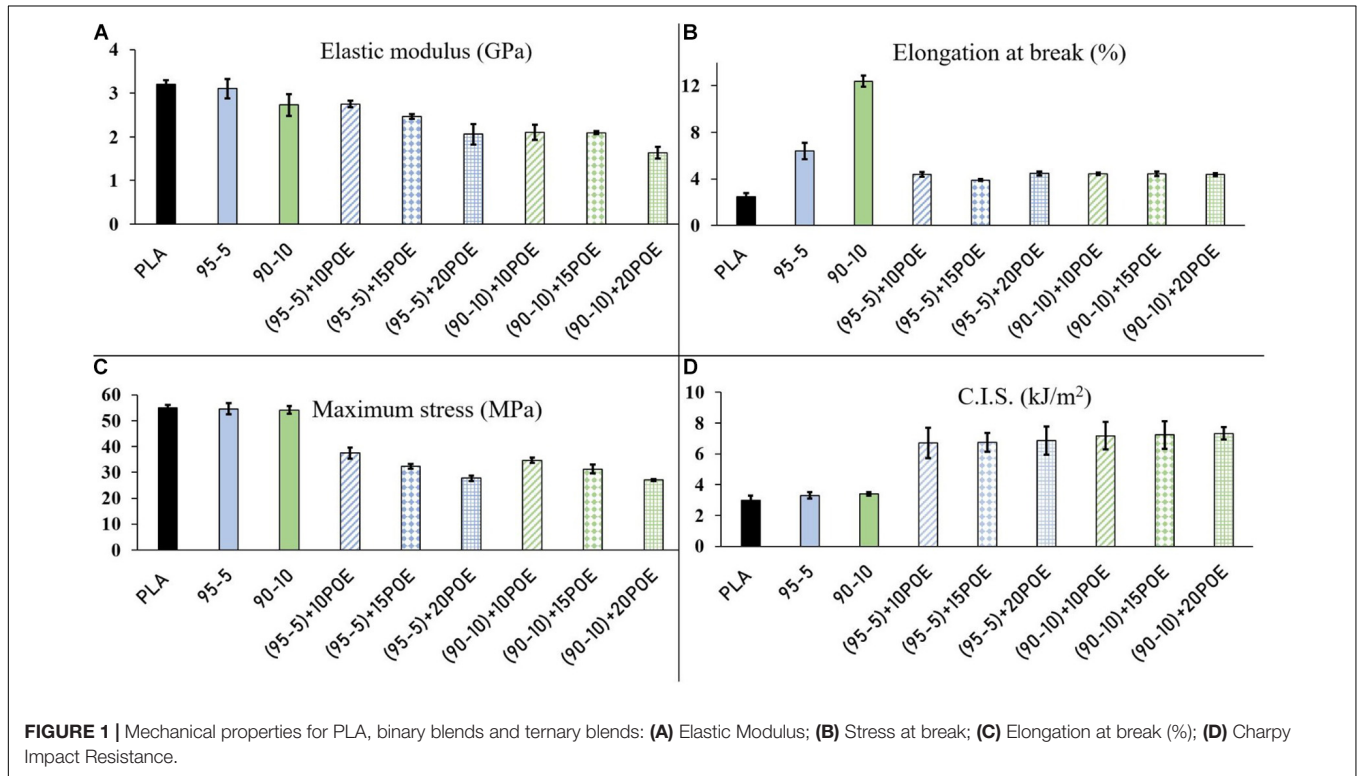 A
Elastic modulus (GPa)
4
3
2
1
0
PLA
95-5
90-10
(95-5)+10POE
(95-5)+15POE
(95-5)+20POE
(90-10)+10POE
(90-10)+15POE
(90-10)+20POE
B
Elongation at break (%)
12
8
4
0
PLA
95-5
90-10
(95-5)+10POE
(95-5)+15POE
(95-5)+20POE
(90-10)+10POE
(90-10)+15POE
(90-10)+20POE
C
Maximum stress (MPa)
60
50
40
30
20
10
0
PLA
95-5
90-10
(95-5)+10POE
(95-5)+15POE
(95-5)+20POE
(90-10)+10POE
(90-10)+15POE
(90-10)+20POE
D
C.I.S. (kJ/m²)
10
8
6
4
2
0
PLA
95-5
90-10
(95-5)+10POE
(95-5)+15POE
(95-5)+20POE
(90-10)+10POE
(90-10)+15POE
(90-10)+20POE
FIGURE 1 | Mechanical properties for PLA, binary blends and ternary blends: (A) Elastic Modulus; (B) Stress at break; (C) Elongation at break (%); (D) Charpy
Impact Resistance.